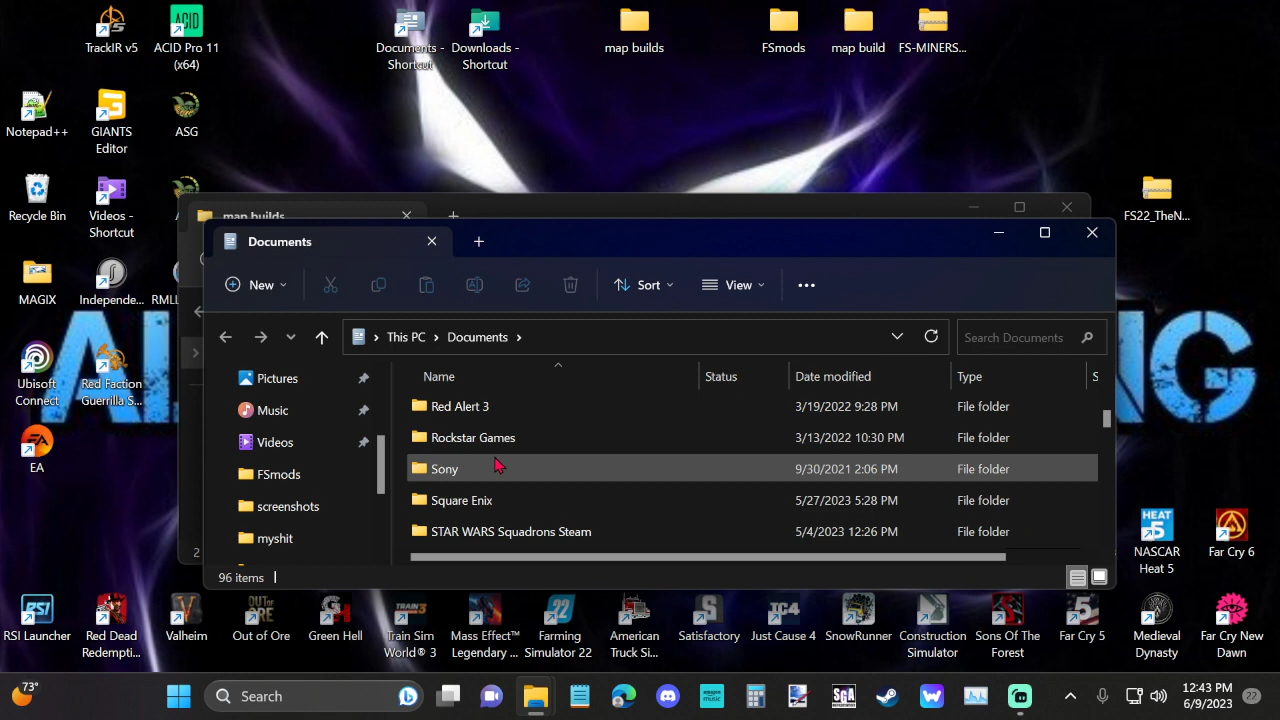 TrackIR v5
ACID Pro 11
(x64)
Documents -
Shortcut
Downloads -
Shortcut
map builds
FSmods
map build
FS-MINERS...
Notepad++
GIANTS
Editor
ASG
Recycle Bin
Videos -
Shortcut
FS22_TheN...
map builds
Documents
New
Sort
View
MAGIX
Independe...
RMLL
This PC
Documents
Search Documents
Ubisoft
Connect
Red Faction
Guerrilla S...
Pictures
Music
Videos
FSmods
screenshots
myshit
Name
Status
Date modified
Type
S
Red Alert 3
3/19/2022 9:28 PM
File folder
Rockstar Games
3/13/2022 10:30 PM
File folder
Sony
9/30/2021 2:06 PM
File folder
Square Enix
5/27/2023 5:28 PM
File folder
STAR WARS Squadrons Steam
5/4/2023 12:26 PM
File folder
EA
2
96 items
NASCAR
Heat 5
Far Cry 6
RSI Launcher
Red Dead
Redempti...
Valheim
Out of Ore
Green Hell
Train Sim
World® 3
Mass Effect™
Legendary ...
Farming
Simulator 22
American
Truck Si...
Satisfactory
Just Cause 4
SnowRunner
Construction
Simulator
Sons Of The
Forest
Far Cry 5
Medieval
Dynasty
Far Cry New
Dawn
73°
Search
12:43 PM
6/9/2023
22